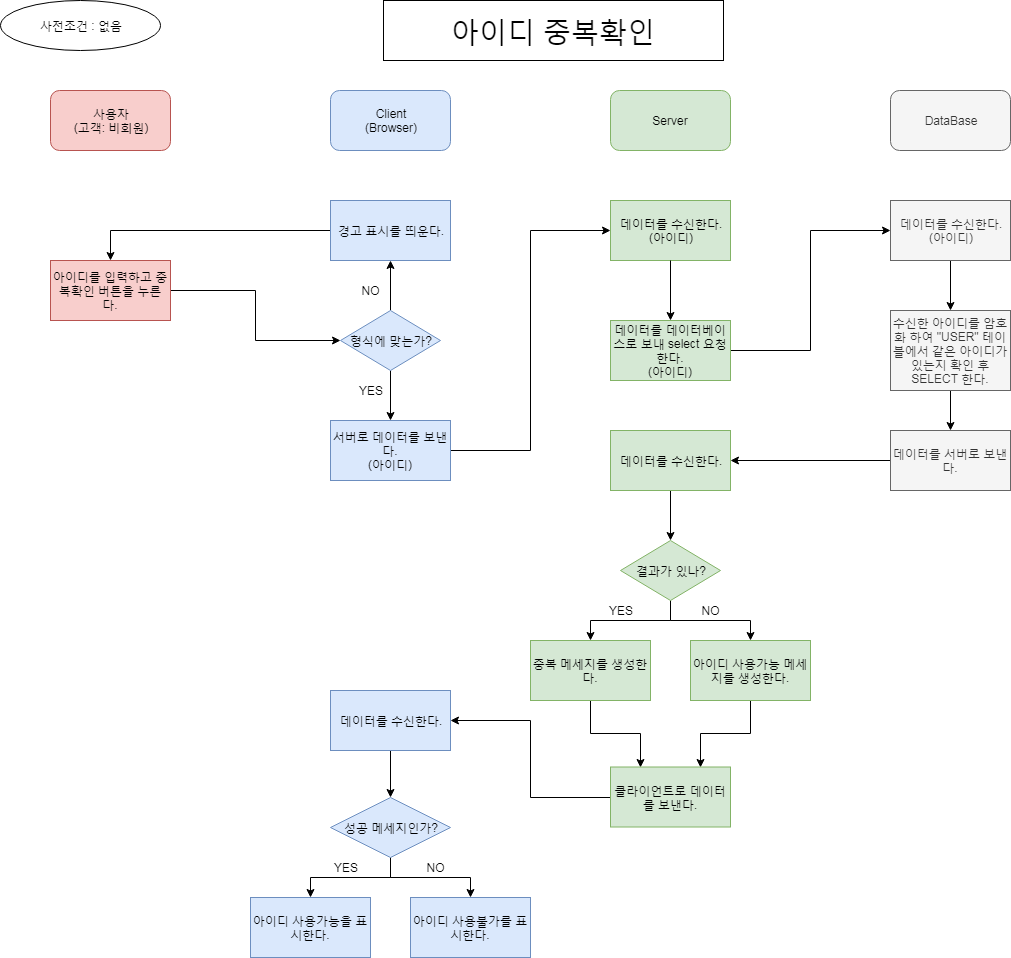 사전조건 : 없음
아이디 중복확인
사용자
(고객: 비회원)
Client
(Browser)
Server
DataBase
경고 표시를 띄운다.
데이터를 수신한다.
(아이디)
데이터를 수신한다.
(아이디)
아이디를 입력하고 중
복확인 버튼을 누른
다.
NO
형식에 맞는가?
데이터를 데이터베이
스로 보내 select 요청
한다.
(아이디)
수신한 아이디를 암호
화 하여 "USER" 테이
블에서 같은 아이디가
있는지 확인 후
SELECT 한다.
YES
서버로 데이터를 보낸
다.
(아이디)
데이터를 수신한다.
데이터를 서버로 보낸
다.
결과가 있나?
YES
NO
중복 메세지를 생성한
다.
아이디 사용가능 메세
지를 생성한다.
데이터를 수신한다.
클라이언트로 데이터
를 보낸다.
성공 메세지인가?
YES
NO
아이디 사용가능을 표
시한다.
아이디 사용불가를 표
시한다.